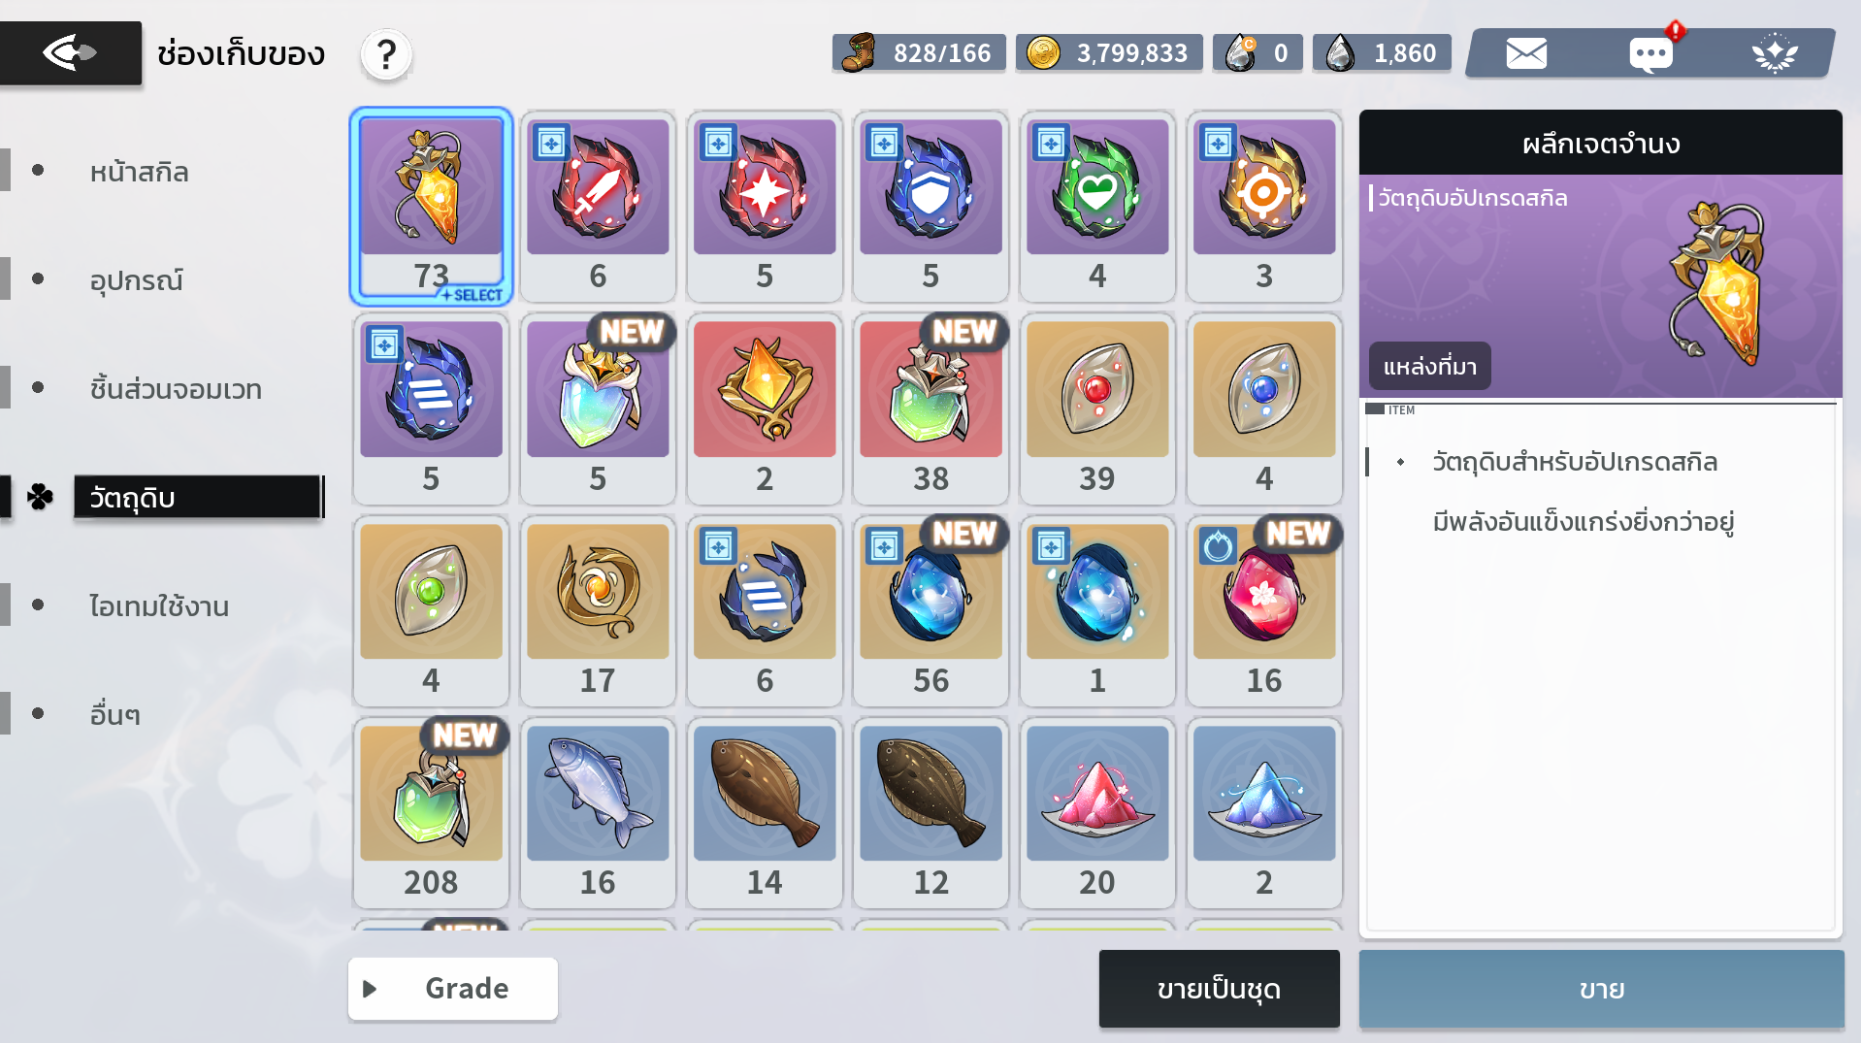 ช่องเก็บของ
?
828/166
3,799,833
0
1,860
หน้าสกิล
อุปกรณ์
ชิ้นส่วนจอมเวท
วัตถุดิบ
ไอเทมใช้งาน
อื่นๆ
73
SELECT
6
5
5
4
3
5
NEW
5
2
NEW
38
39
4
4
17
6
NEW
56
1
NEW
16
NEW
208
16
14
12
20
2
NEW
Grade
ขายเป็นชุด
ขาย
ผลึกเจตจำนง
วัตถุดิบอัปเกรดสกิล
แหล่งที่มา
ITEM
วัตถุดิบสำหรับอัปเกรดสกิล
มีพลังอันแข็งแกร่งยิ่งกว่าอยู่